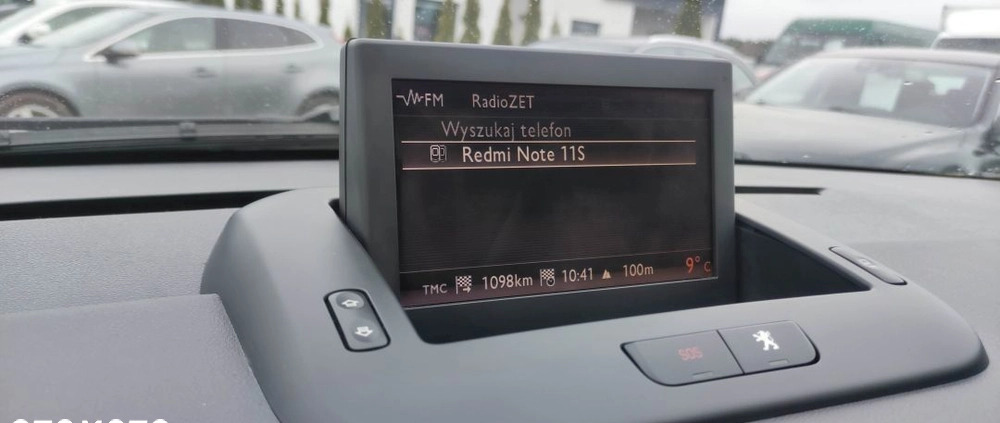 FM RadioZET
Wyszukaj telefon
Redmi Note 11S
TMC 1098km 10:41 100m 9° C
SOS